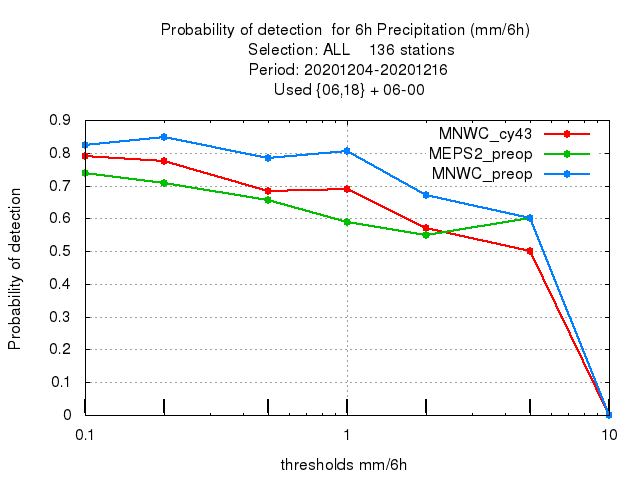 Probability of detection  for 6h Precipitation (mm/6h)
Selection: ALL    136 stations
Period: 20201204-20201216
Used {06,18} + 06-00
MNWC_cy43
MEPS2_preop
MNWC_preop
Probability of detection
0.9
0.8
0.7
0.6
0.5
0.4
0.3
0.2
0.1
0
0.1 1 10
thresholds mm/6h